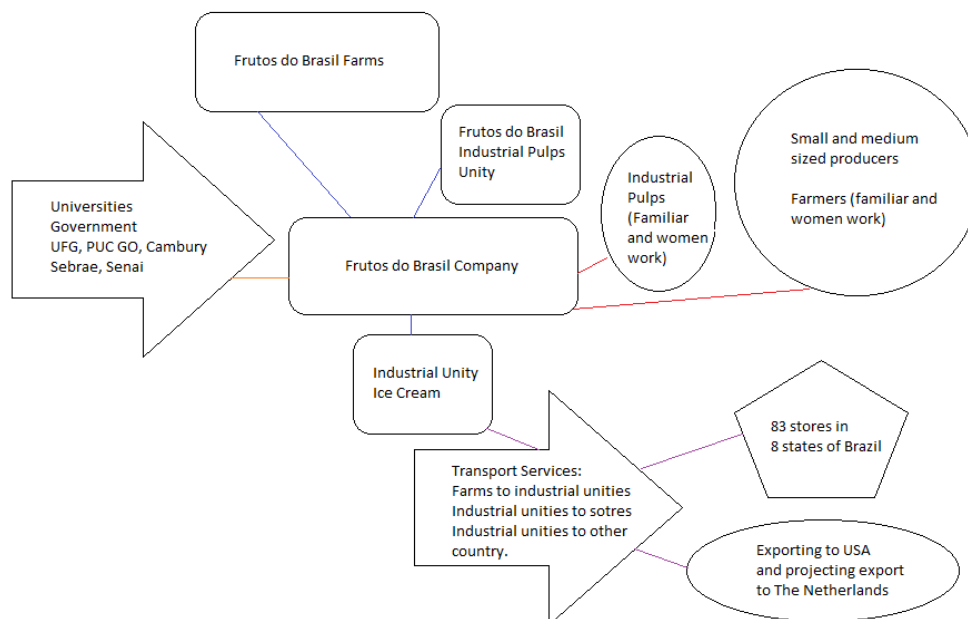 Frutos do Brasil Farms
Frutos do Brasil
Industrial Pulps
Unity
Small and medium
sized producers
Farmers (familiar and
women work)
Industrial
Pulps
(Familiar
and women
work)
Universities
Government
UFG, PUC GO, Cambury
Sebrae, Senai
Frutos do Brasil Company
Industrial Unity
Ice Cream
83 stores in
8 states of Brazil
Transport Services:
Farms to industrial unities
Industrial unities to sotres
Industrial unities to other
country.
Exporting to USA
and projecting export
to The Netherlands